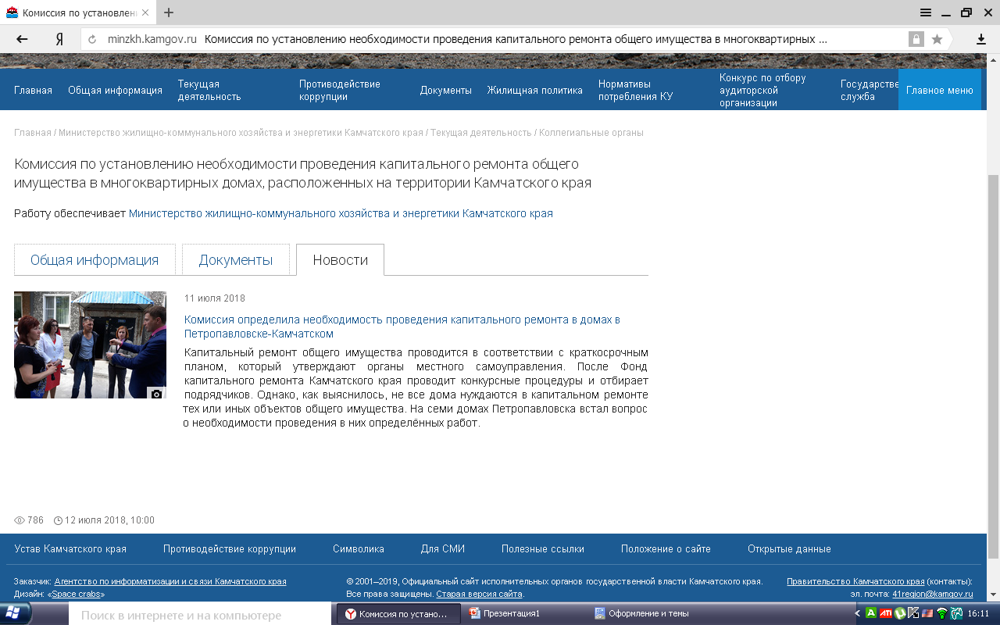 Комиссия по установлени
minzkh.kamgov.ru Комиссия по установлению необходимости проведения капитального ремонта общего имущества в многоквартирных ...
Главная
Общая информация
Текущая
деятельность
Противодействие
коррупции
Документы
Жилищная политика
Нормативы
потребления КУ
Конкурс по отбору
аудиторской
организации
Государстве
служба
Главное меню
Главная / Министерство жилищно-коммунального хозяйства и энергетики Камчатского края / Текущая деятельность / Коллегиальные органы
Комиссия по установлению необходимости проведения капитального ремонта общего
имущества в многоквартирных домах, расположенных на территории Камчатского края
Работу обеспечивает Министерство жилищно-коммунального хозяйства и энергетики Камчатского края
Общая информация
Документы
Новости
11 июля 2018
Комиссия определила необходимость проведения капитального ремонта в домах в
Петропавловске-Камчатском
Капитальный ремонт общего имущества проводится в соответствии с краткосрочным
планом, который утверждают органы местного самоуправления. После Фонд
капитального ремонта Камчатского края проводит конкурсные процедуры и отбирает
подрядчиков. Однако, как выяснилось, не все дома нуждаются в капитальном ремонте
тех или иных объектов общего имущества. На семи домах Петропавловска встал вопрос
о необходимости проведения в них определённых работ.
786 12 июля 2018, 10:00
Устав Камчатского края
Противодействие коррупции
Символика
Для СМИ
Полезные ссылки
Положение о сайте
Открытые данные
Заказчик: Агентство по информатизации и связи Камчатского края
Дизайн: «Space crabs»
© 2001–2019, Официальный сайт исполнительных органов государственной власти Камчатского края.
Все права защищены. Старая версия сайта.
Правительство Камчатского края (контакты):
эл. почта: 41region@kamgov.ru
Поиск в интернете и на компьютере
Комиссия по устано...
Презентация1
Оформление и темы
16:11